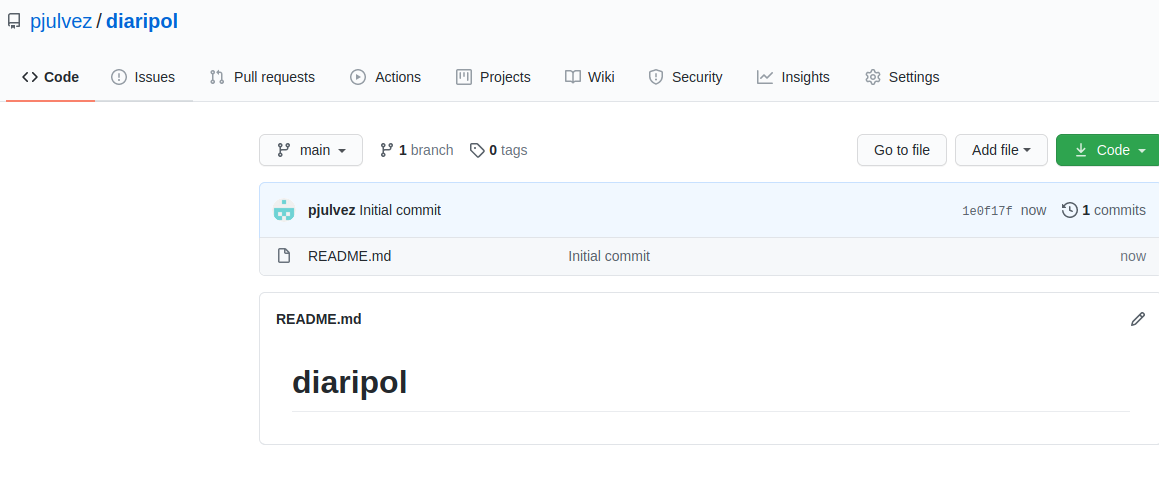 pjulvez / diaripol
Code Issues Pull requests Actions Projects Wiki Security Insights Settings
main 1 branch 0 tags Go to file Add file Code
pjulvez Initial commit 1e0f17f now 1 commits
README.md Initial commit now
README.md
diaripol